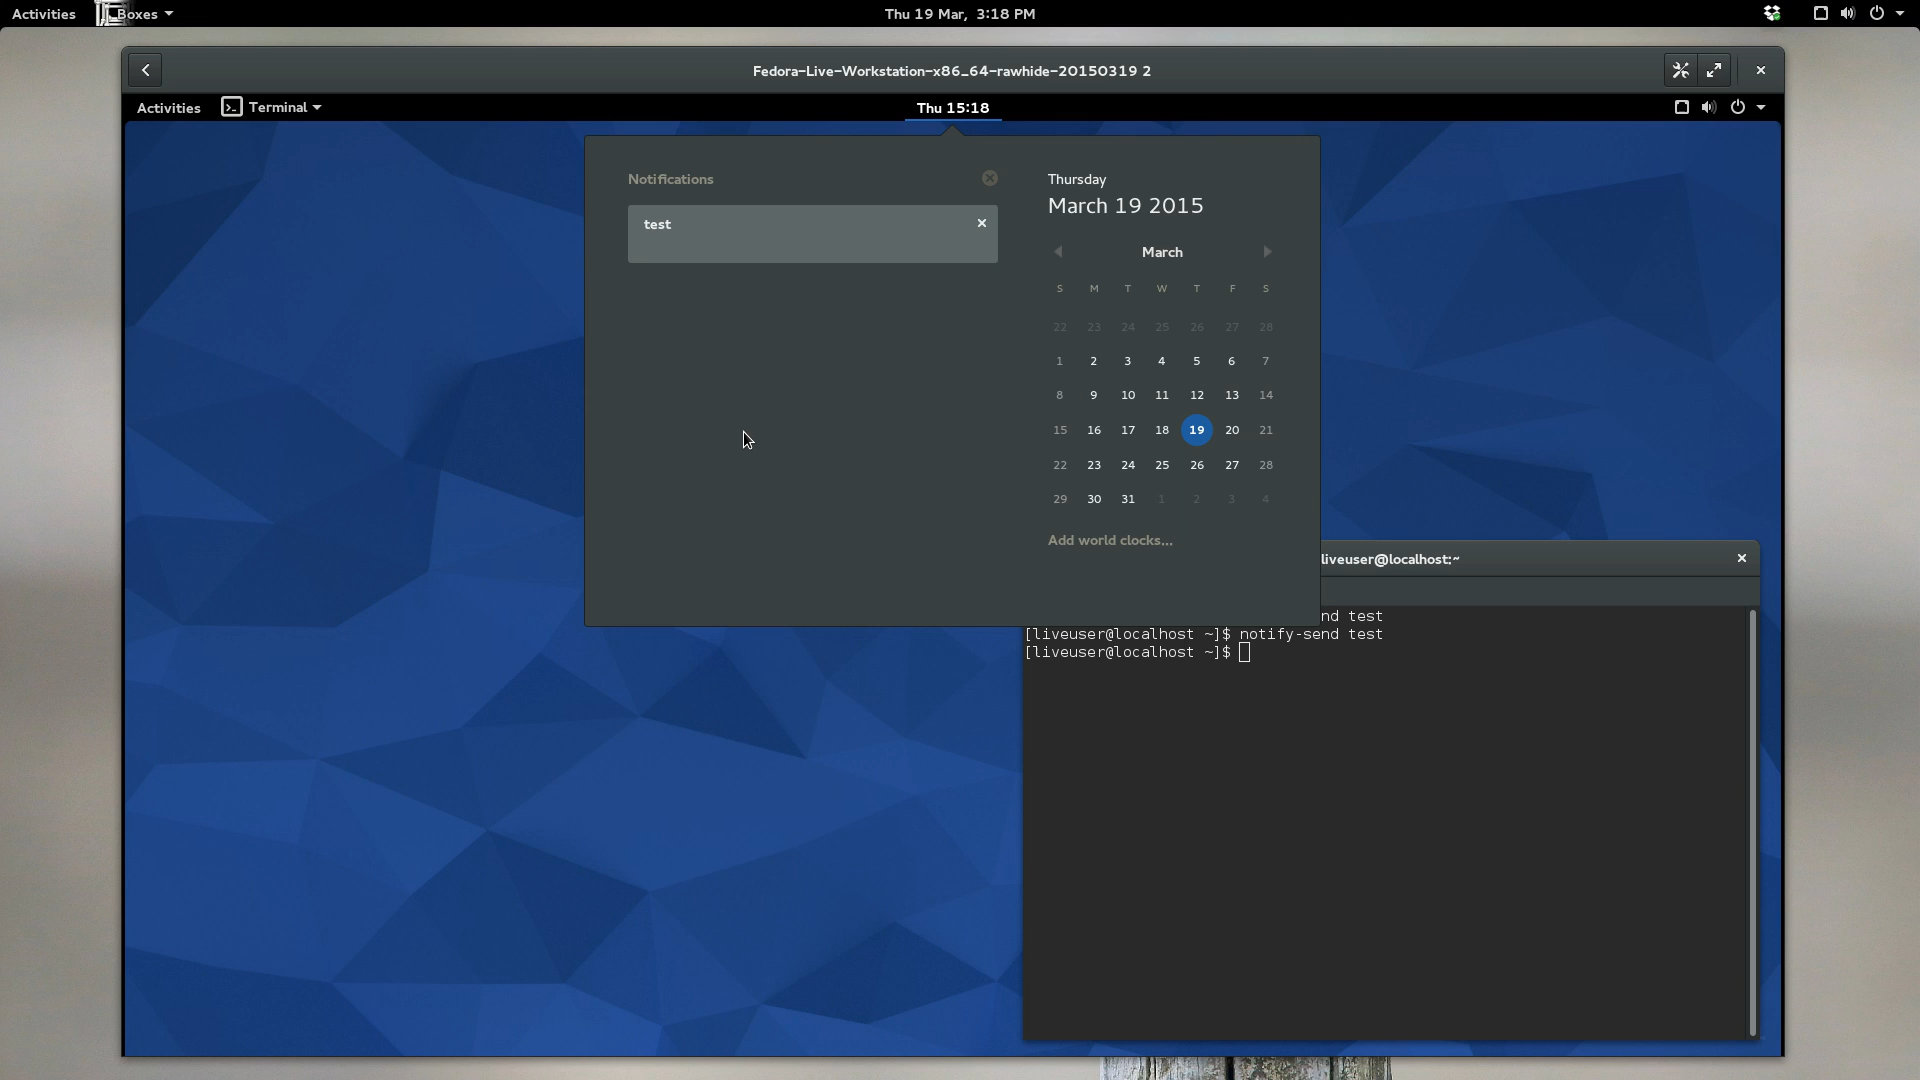 Activities Boxes Thu 19 Mar, 3:18 PM
Fedora-Live-Workstation-x86_64-rawhide-20150319 2
Activities Terminal Thu 15:18
Notifications
test
Thursday
March 19 2015
March
S M T W T F S
22 23 24 25 26 27 28
1 2 3 4 5 6 7
8 9 10 11 12 13 14
15 16 17 18 19 20 21
22 23 24 25 26 27 28
29 30 31 1 2 3 4
Add world clocks...
liveuser@localhost:~
nd test
[liveuser@localhost ~]$ notify-send test
[liveuser@localhost ~]$